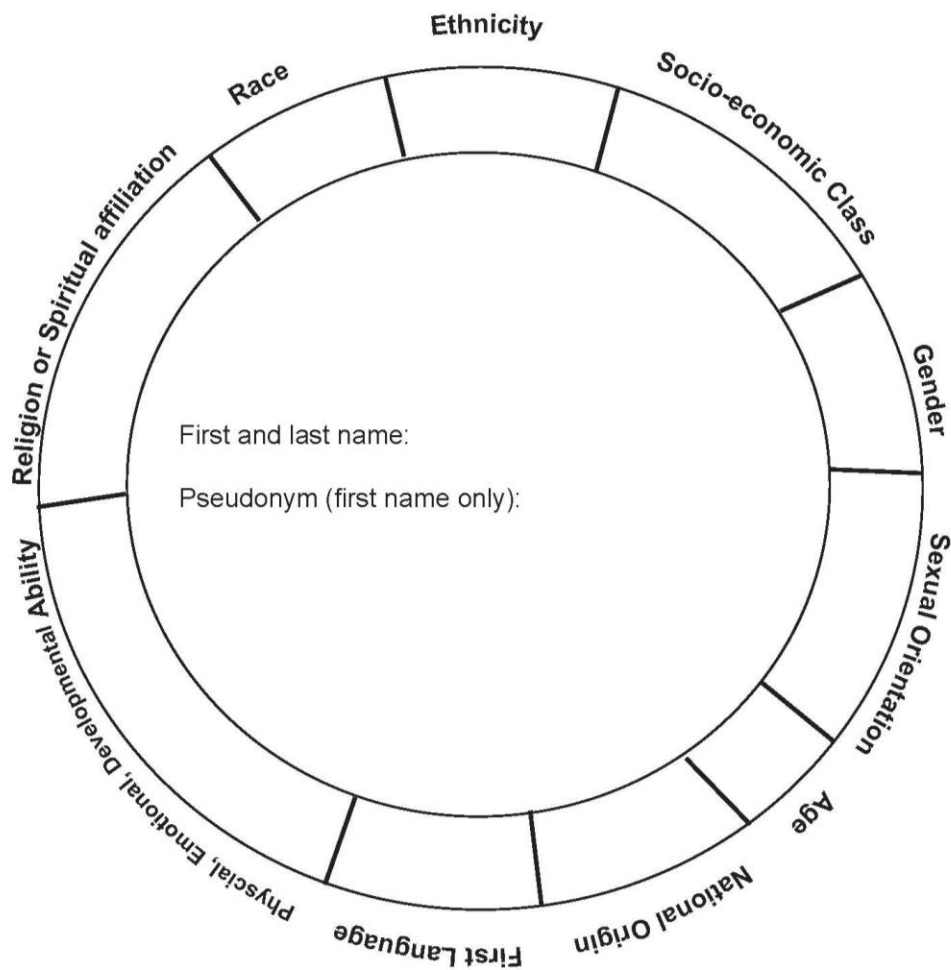 Ethnicity
Socio-economic Class
Gender
Sexual Orientation
Age
National Origin
First Language
Physcial, Emotional, Developmental Ability
Religion or Spiritual affiliation
Race
First and last name:
Pseudonym (first name only):